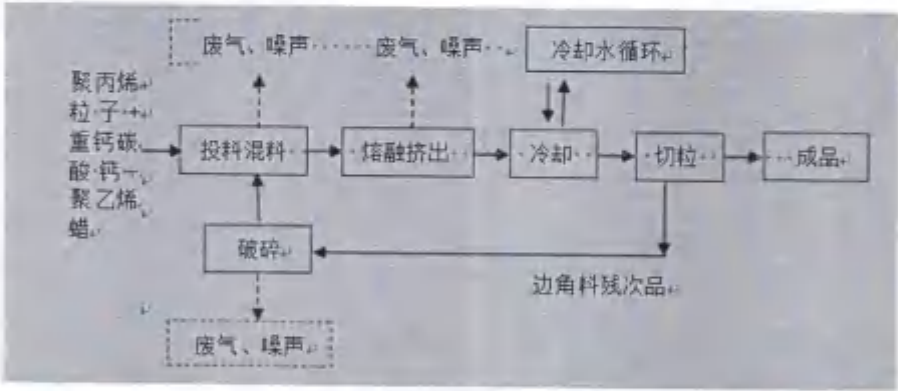 废气、噪声······废气、噪声··
冷却水循环
聚丙烯
粒·子·+
重钙碳
酸·钙一
聚乙烯
蜡
投料混料
熔融挤出
冷却
切粒
成品
破碎
边角料残次品
废气、噪声